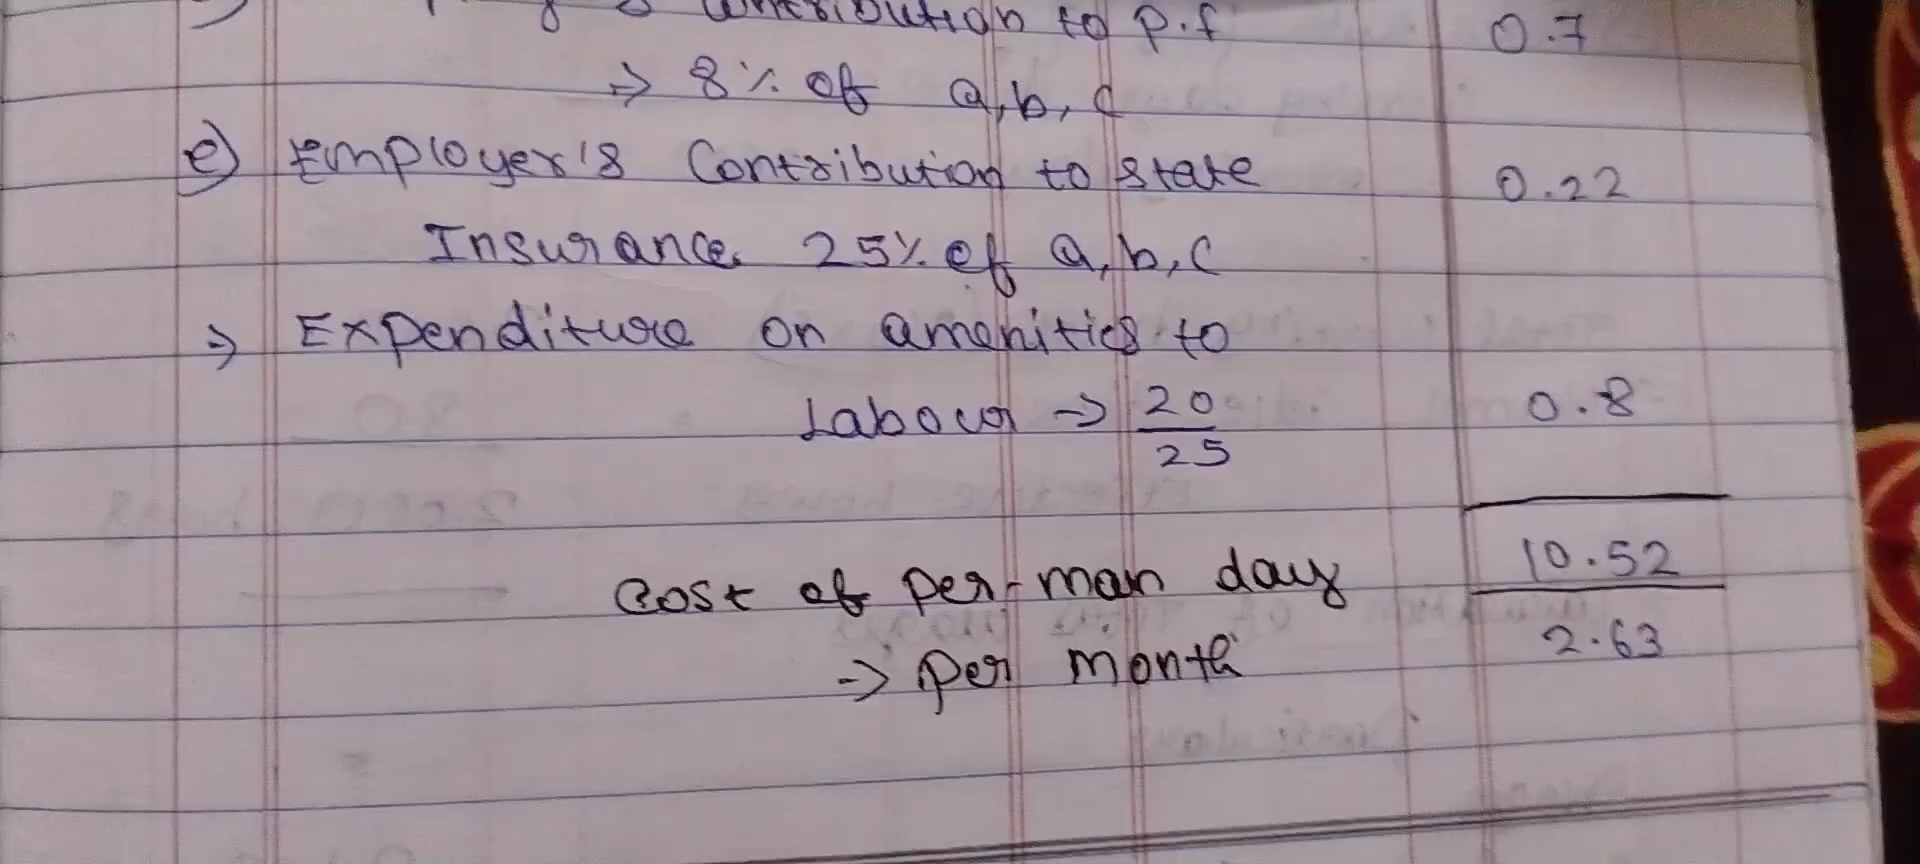 Contribution to p.f 0.7
=> 8% of a, b, c
e) Employer's Contribution to state 0.22
Insurance. 25% of a, b, c
=> Expenditure on amenities to
Labour -> 20/25 0.8
Cost of per-man day 10.52
-> per month 2.63